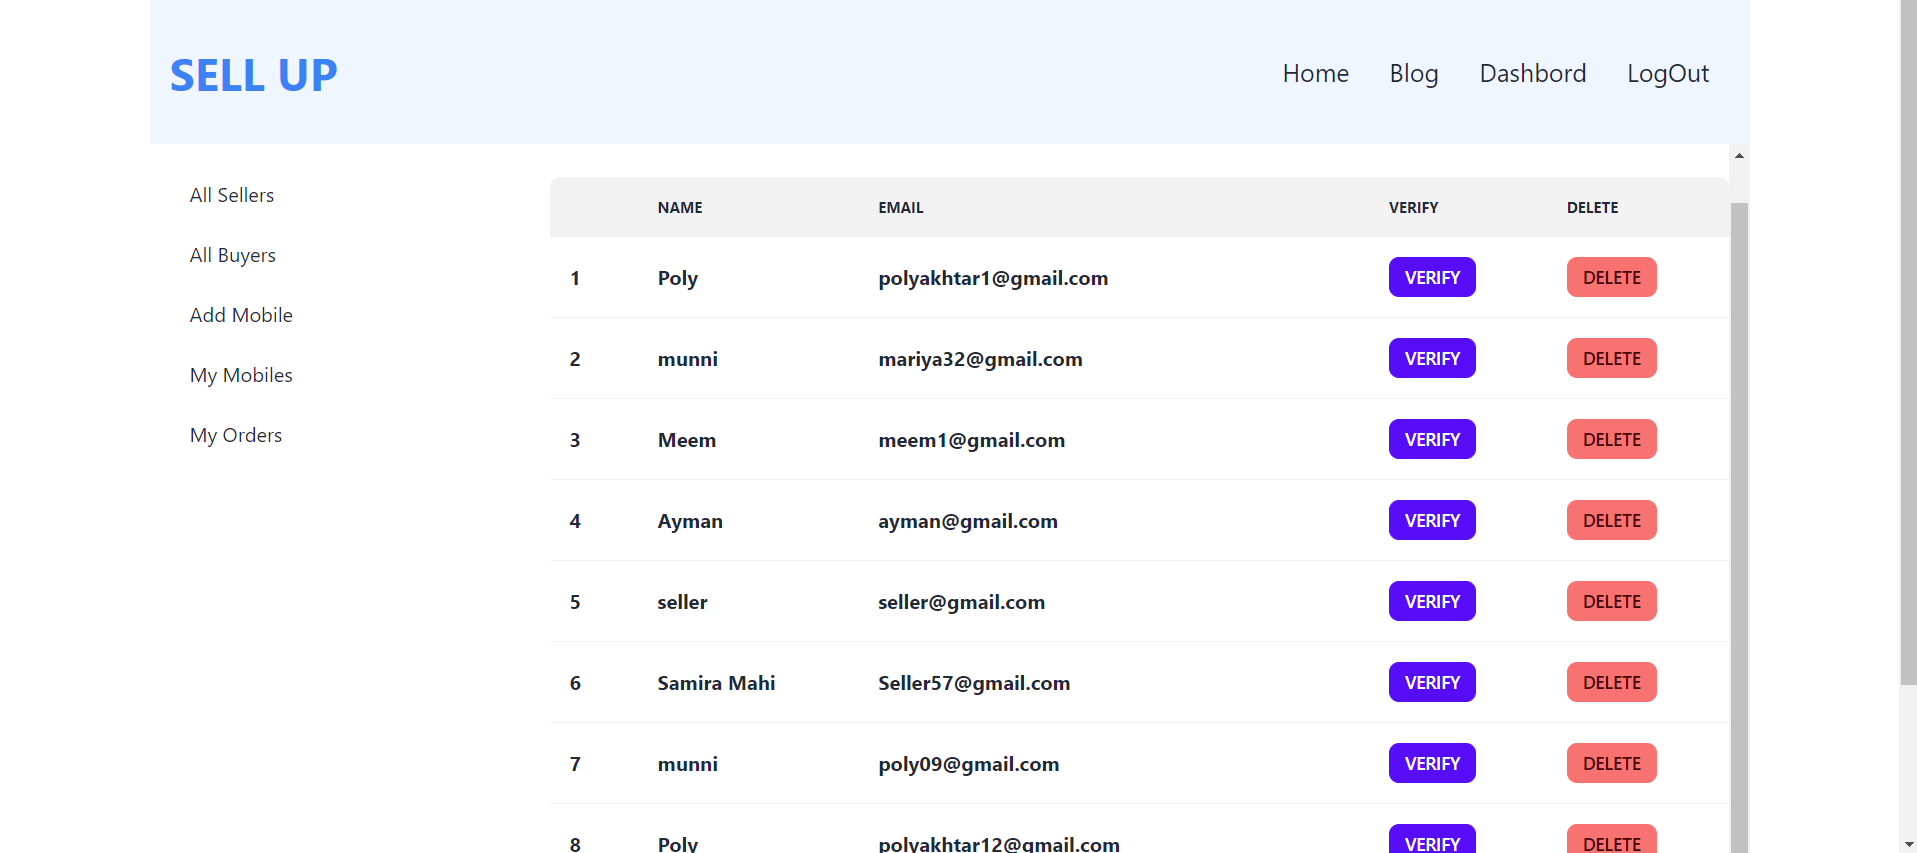 SELL UP
Home Blog Dashbord LogOut
All Sellers
All Buyers
Add Mobile
My Mobiles
My Orders
NAME EMAIL VERIFY DELETE
1 Poly polyakhtar1@gmail.com VERIFY DELETE
2 munni mariya32@gmail.com VERIFY DELETE
3 Meem meem1@gmail.com VERIFY DELETE
4 Ayman ayman@gmail.com VERIFY DELETE
5 seller seller@gmail.com VERIFY DELETE
6 Samira Mahi Seller57@gmail.com VERIFY DELETE
7 munni poly09@gmail.com VERIFY DELETE
8 Poly polyakhtar12@gmail.com VERIFY DELETE